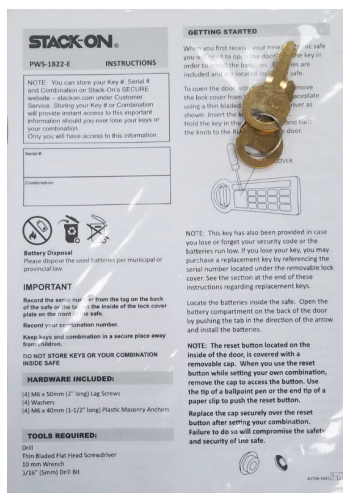 STACK-ON®
PWS-1822-E INSTRUCTIONS
NOTE: You can store your Key #, Serial #
and Combination on Stack-On's SECURE
website – stackon.com under Customer
Service. Storing your Key # or Combination
will provide instant access to this important
information should you ever lose your keys or
your combination.
Only you will have access to this information.
Serial #:
Combination:
Battery Disposal
Please dispose the used batteries per municipal or
provincial law.
IMPORTANT
Record the serial number from the tag on the back
of the safe or the tag on the inside of the lock cover
plate on the front of the safe.
Record your combination number.
Keep keys and combination in a secure place away
from children.
DO NOT STORE KEYS OR YOUR COMBINATION
INSIDE SAFE
HARDWARE INCLUDED:
(4) M6 x 50mm (2" long) Lag Screws
(4) Washers
(4) M6 x 40mm (1-1/2" long) Plastic Masonry Anchors
TOOLS REQUIRED:
Drill
Thin Bladed Flat Head Screwdriver
10 mm Wrench
3/16" (5mm) Drill Bit
GETTING STARTED
When you first receive your new safe
you will need to open the door the key in
order to install the batteries. are
included and are located safe.
To open the door remove
the lock cover from faceplate
using a thin bladed driver as
shown. Insert the key
Hold the key in the and turn
the knob to the the door.
COVER
NOTE: This key has also been provided in case
you lose or forget your security code or the
batteries run low. If you lose your key, you may
purchase a replacement key by referencing the
serial number located under the removable lock
cover. See the section at the end of these
instructions regarding replacement keys.
Locate the batteries inside the safe. Open the
battery compartment on the back of the door
by pushing the tab in the direction of the arrow
and install the batteries.
NOTE: The reset button located on the
inside of the door, is covered with a
removable cap. When you use the reset
button while setting your own combination,
remove the cap to access the button. Use
the tip of a ballpoint pen or the end tip of a
paper clip to push the reset button.
Replace the cap securely over the reset
button after setting your combination.
Failure to do so will compromise the safety
and security of the safe.